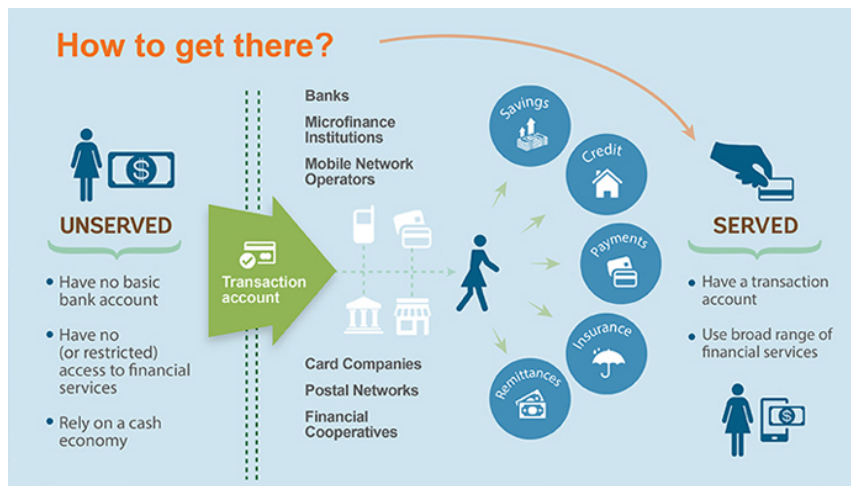 How to get there?
UNSERVED
• Have no basic
bank account
• Have no
(or restricted)
access to financial
services
• Rely on a cash
economy
Transaction
account
Banks
Microfinance
Institutions
Mobile Network
Operators
Card Companies
Postal Networks
Financial
Cooperatives
Savings
Credit
Payments
Insurance
Remittances
SERVED
• Have a transaction
account
• Use broad range of
financial services